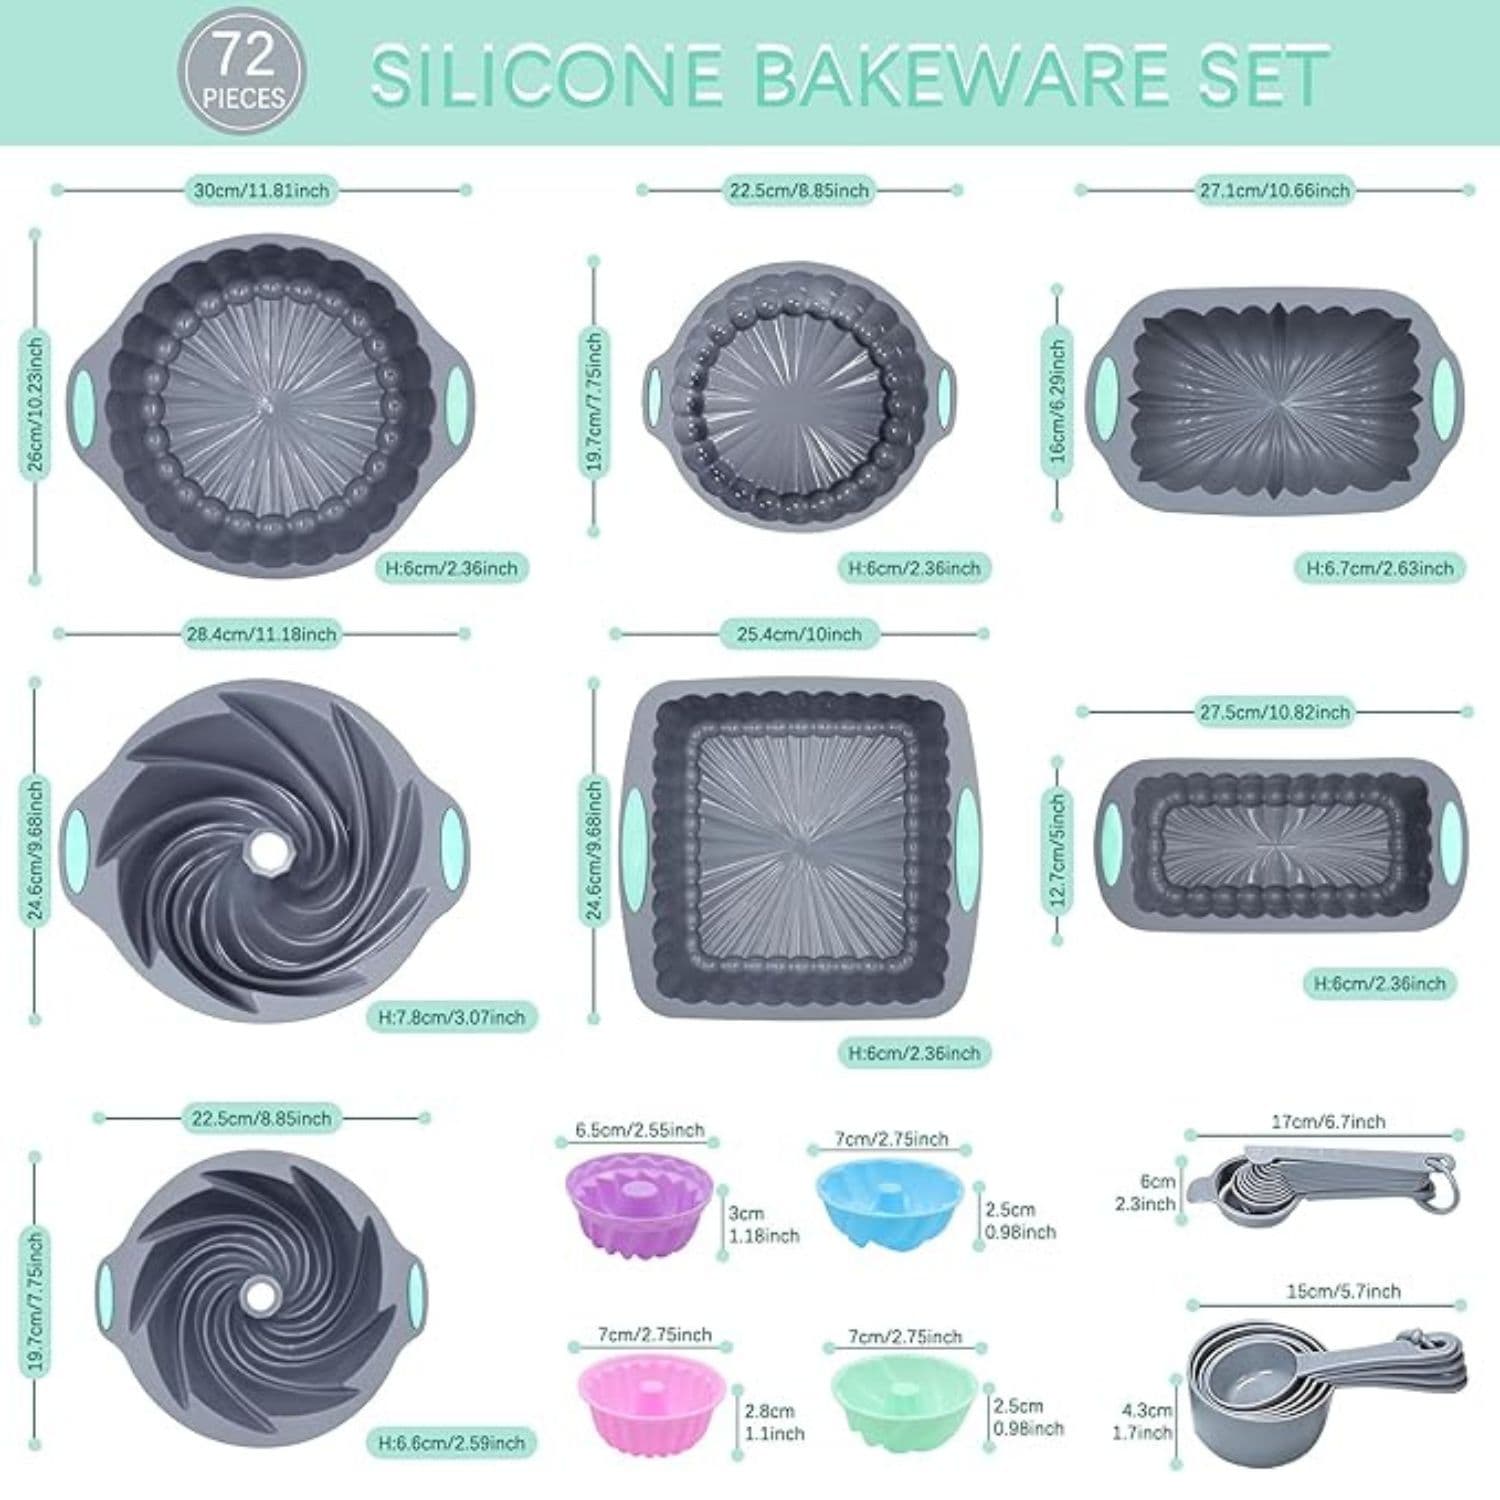 72
PIECES
SILICONE BAKEWARE SET
30cm/11.81inch
22.5cm/8.85inch
27.1cm/10.66inch
26cm/10.23inch
19.7cm/7.75inch
16cm/6.29inch
H:6cm/2.36inch
H:6cm/2.36inch
H:6.7cm/2.63inch
28.4cm/11.18inch
25.4cm/10inch
27.5cm/10.82inch
24.6cm/9.68inch
24.6cm/9.68inch
12.7cm/5inch
H:6cm/2.36inch
H:7.8cm/3.07inch
H:6cm/2.36inch
22.5cm/8.85inch
19.7cm/7.75inch
H:6.6cm/2.59inch
6.5cm/2.55inch
3cm
1.18inch
7cm/2.75inch
2.5cm
0.98inch
17cm/6.7inch
6cm
2.3inch
7cm/2.75inch
2.8cm
1.1inch
7cm/2.75inch
2.5cm
0.98inch
15cm/5.7inch
4.3cm
1.7inch